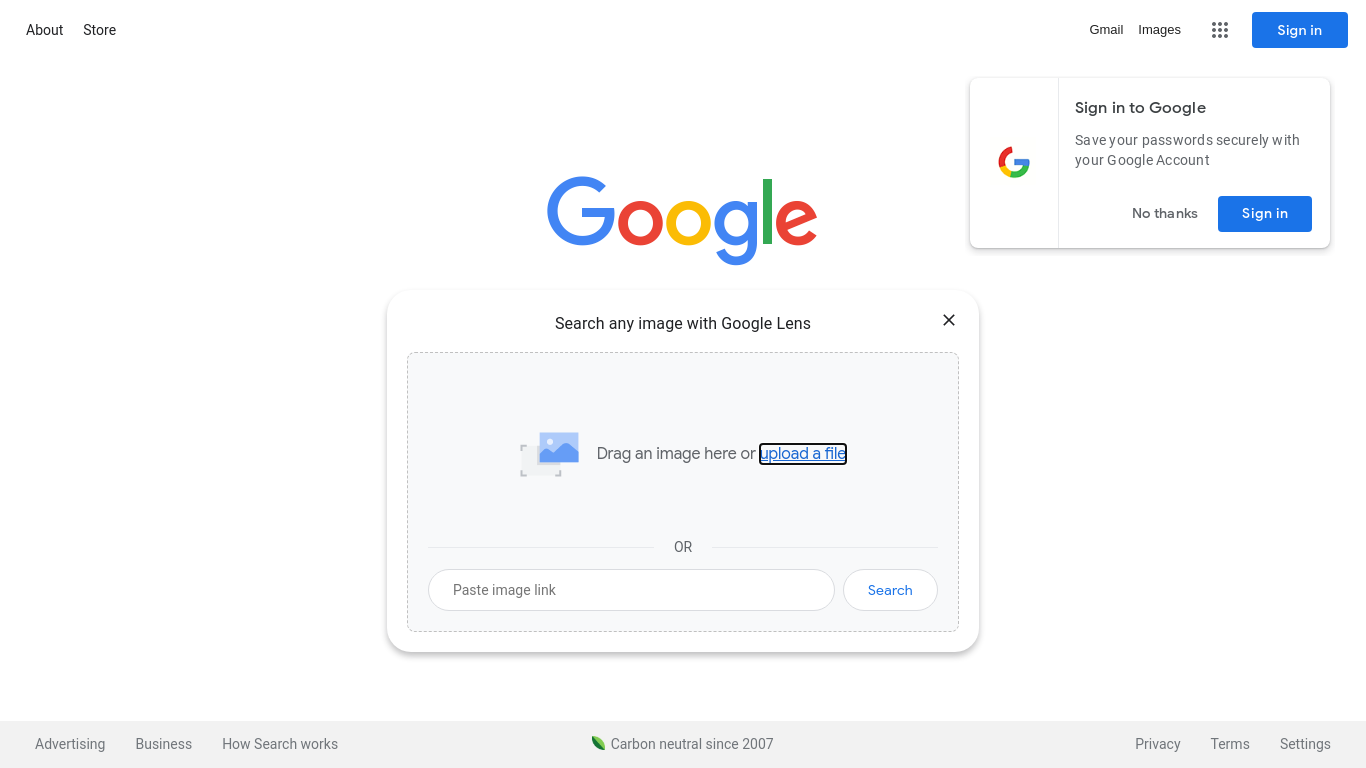 About
Store
Gmail
Images
Sign in
Sign in to Google
Save your passwords securely with
your Google Account
No thanks
Sign in
Google
Search any image with Google Lens
Drag an image here or upload a file
OR
Paste image link
Search
Advertising
Business
How Search works
Carbon neutral since 2007
Privacy
Terms
Settings